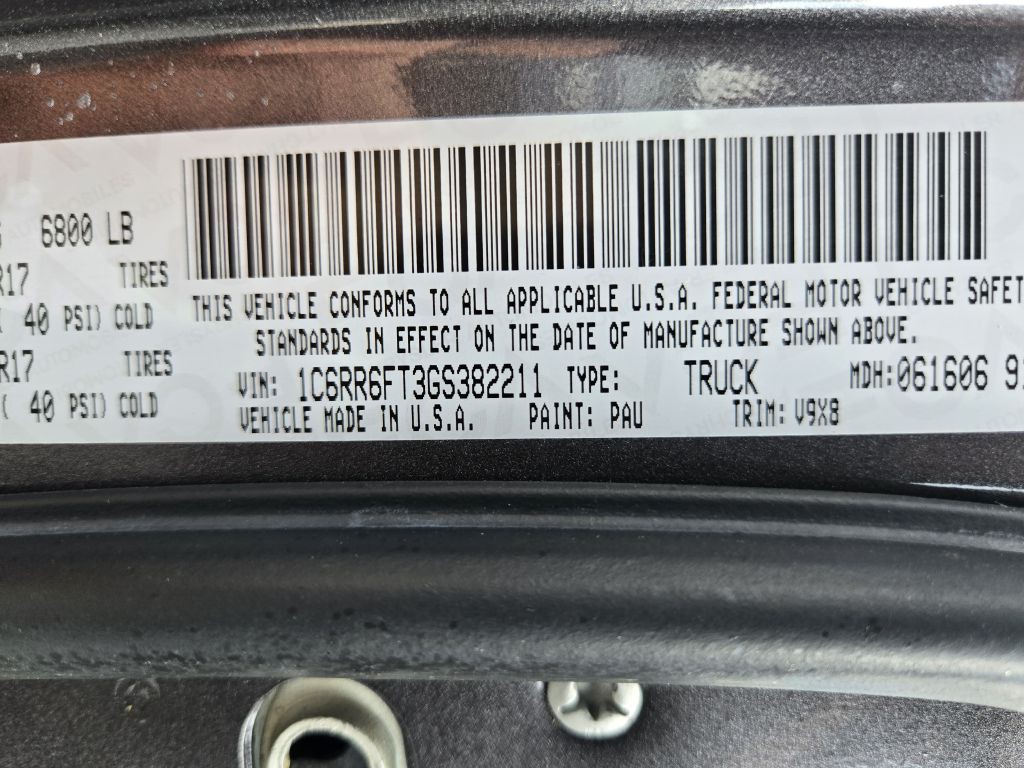 6800 LB
R17 TIRES
( 40 PSI) COLD
R17 TIRES
( 40 PSI) COLD
THIS VEHICLE CONFORMS TO ALL APPLICABLE U.S.A. FEDERAL MOTOR VEHICLE SAFET
STANDARDS IN EFFECT ON THE DATE OF MANUFACTURE SHOWN ABOVE.
VIN: 1C6RR6FT3GS382211 TYPE: TRUCK MDH: 061606
VEHICLE MADE IN U.S.A. PAINT: PAU TRIM: V9X8